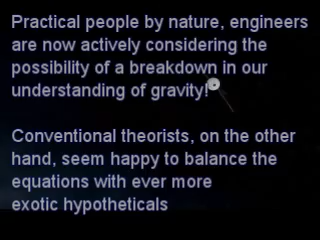 Practical people by nature, engineers
are now actively considering the
possibility of a breakdown in our
understanding of gravity!
Conventional theorists, on the other
hand, seem happy to balance the
equations with ever more
exotic hypotheticals